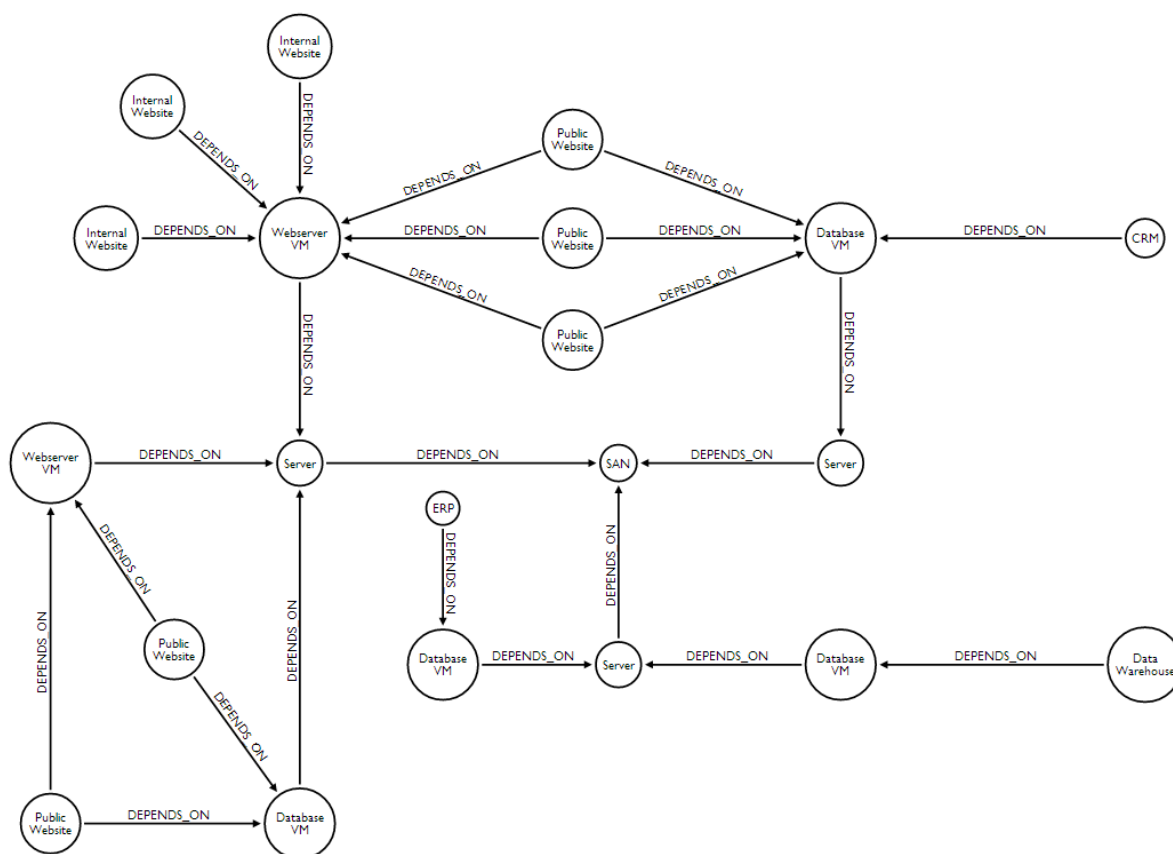 Internal
Website
Internal
Website
DEPENDS_ON
DEPENDS_ON
Public
Website
DEPENDS_ON
DEPENDS_ON
Internal
Website
DEPENDS_ON
Webserver
VM
DEPENDS_ON
Public
Website
DEPENDS_ON
Database
VM
DEPENDS_ON
CRM
DEPENDS_ON
DEPENDS_ON
Public
Website
DEPENDS_ON
DEPENDS_ON
Webserver
VM
DEPENDS_ON
Server
DEPENDS_ON
SAN
DEPENDS_ON
Server
ERP
DEPENDS_ON
DEPENDS_ON
DEPENDS_ON
DEPENDS_ON
DEPENDS_ON
Public
Website
Database
VM
DEPENDS_ON
Server
DEPENDS_ON
Database
VM
DEPENDS_ON
Data
Warehouse
DEPENDS_ON
Public
Website
DEPENDS_ON
Database
VM